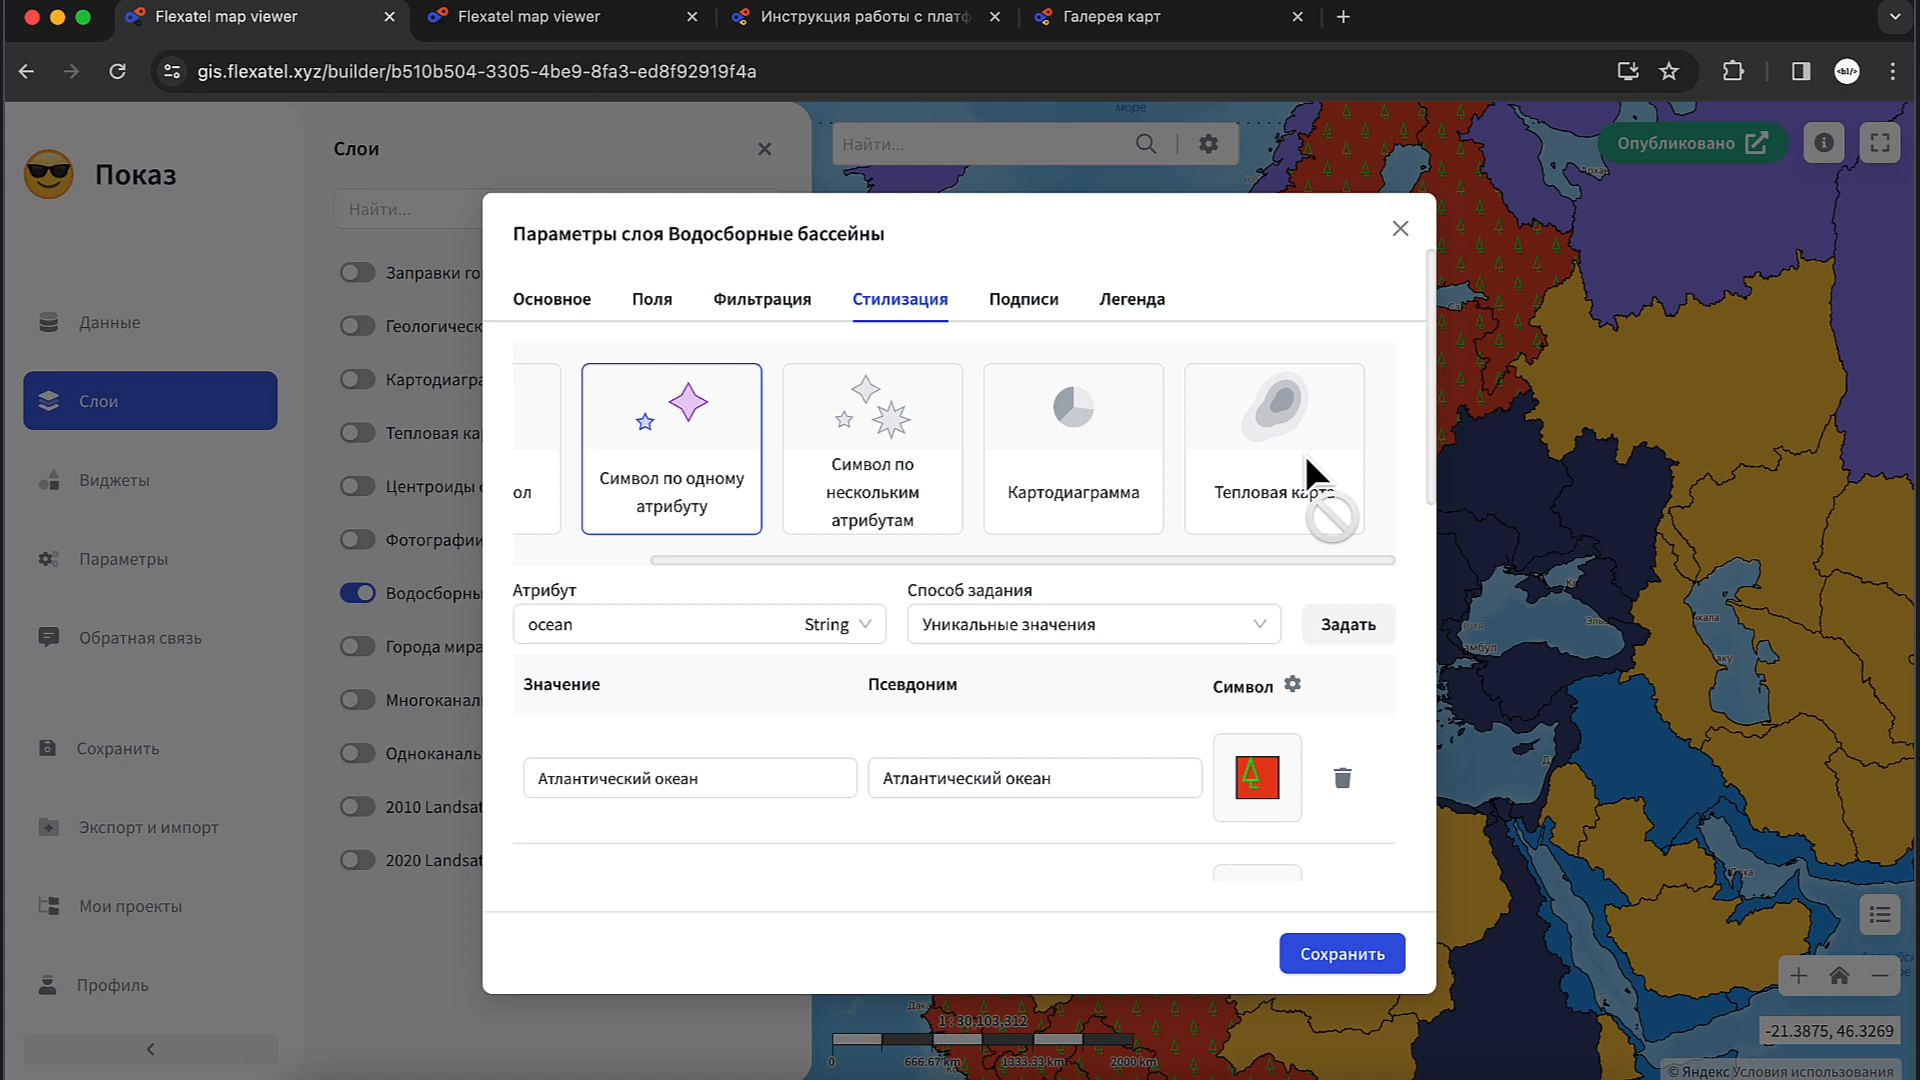 Flexatel map viewer
Flexatel map viewer
Инструкция работы с платф
Галерея карт
gis.flexatel.xyz/builder/b510b504-3305-4be9-8fa3-ed8f92919f4a
Показ
Данные
Слои
Виджеты
Параметры
Обратная связь
Сохранить
Экспорт и импорт
Мои проекты
Профиль
Слои
Найти...
Заправки го
Геологическ
Картодиагра
Тепловая ка
Центроиды
Фотографии
Водосборны
Города мира
Многоканал
Одноканаль
2010 Landsat
2020 Landsat
море
Найти...
Опубликовано
Параметры слоя Водосборные бассейны
Основное
Поля
Фильтрация
Стилизация
Подписи
Легенда
ол
Символ по одному
атрибуту
Символ по
нескольким
атрибутам
Картодиаграмма
Тепловая карта
Атрибут
Способ задания
ocean
String
Уникальные значения
Задать
Значение
Псевдоним
Символ
Атлантический океан
Атлантический океан
Сохранить
1 : 30,103,312
0
666.67 km
1333.33 km
2000 km
-21.3875, 46.3269
© Яндекс Условия использования